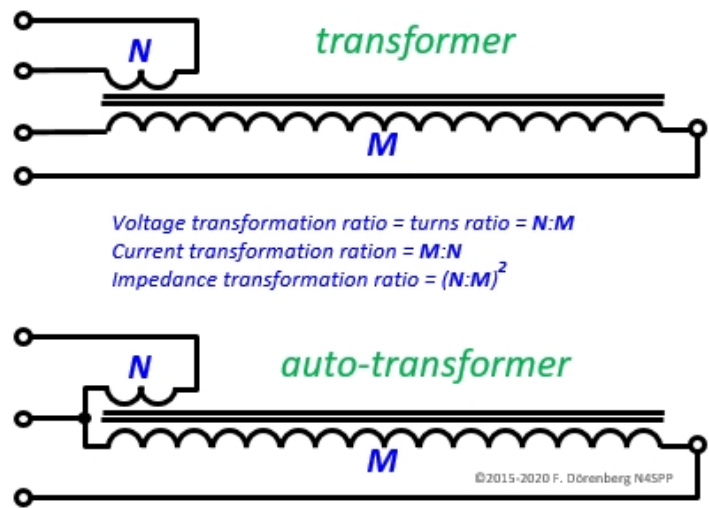 N
transformer
M
Voltage transformation ratio = turns ratio = N:M
Current transformation ration = M:N
Impedance transformation ratio = (N:M)²
N
auto-transformer
M
©2015-2020 F. Dörenberg N4SPP